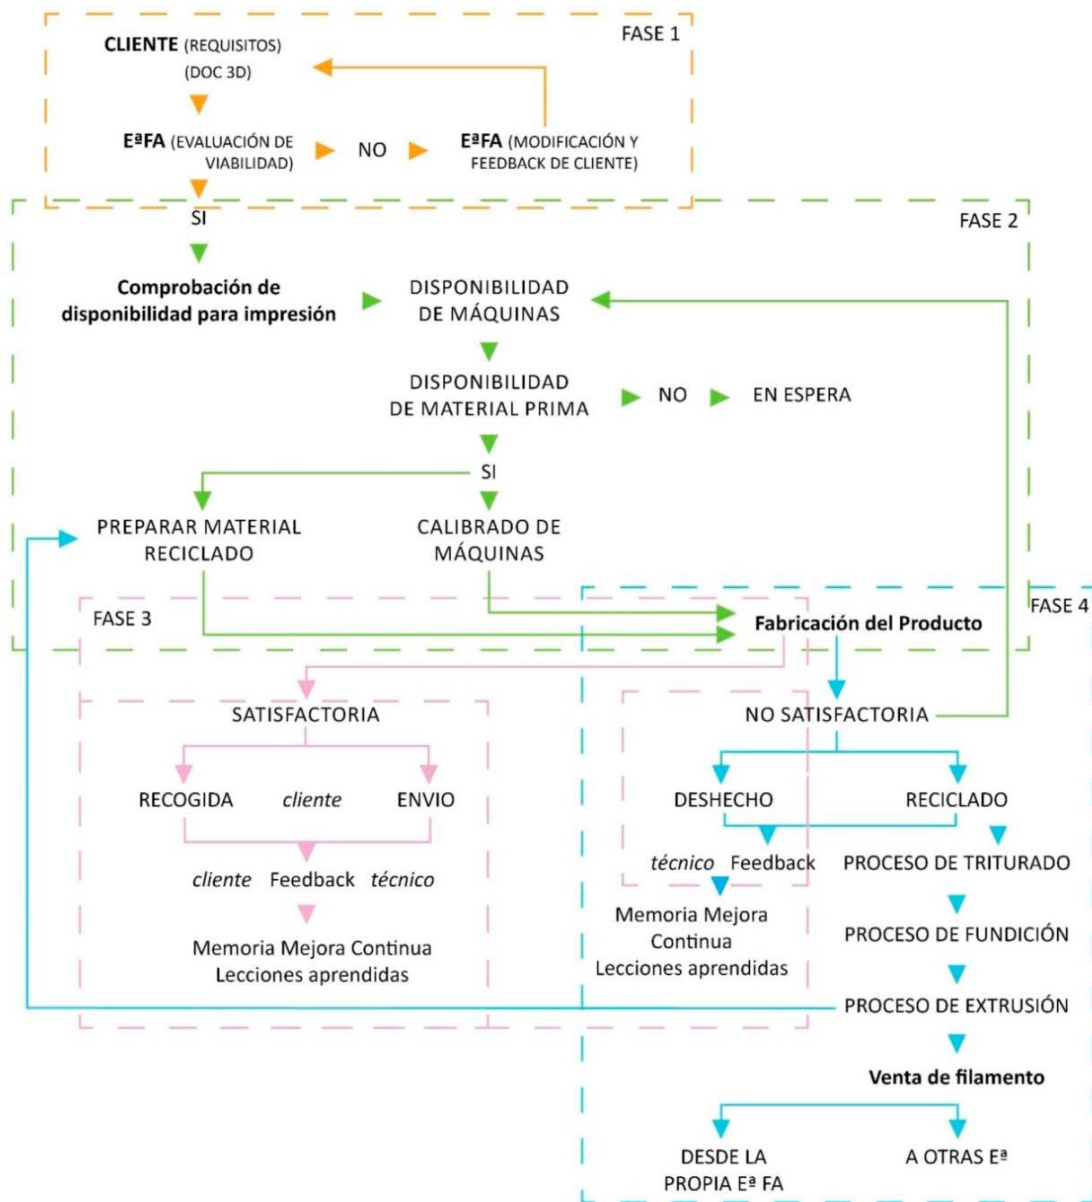 FASE 1
CLIENTE (REQUISITOS)
(DOC 3D)
EªFA (EVALUACIÓN DE
VIABILIDAD)
NO
EªFA (MODIFICACIÓN Y
FEEDBACK DE CLIENTE)
SI
FASE 2
Comprobación de
disponibilidad para impresión
DISPONIBILIDAD
DE MÁQUINAS
DISPONIBILIDAD
DE MATERIAL PRIMA
NO
EN ESPERA
SI
PREPARAR MATERIAL
RECICLADO
CALIBRADO DE
MÁQUINAS
FASE 3
FASE 4
Fabricación del Producto
SATISFACTORIA
NO SATISFACTORIA
RECOGIDA
cliente
ENVIO
DESHECHO
RECICLADO
cliente Feedback técnico
técnico Feedback
PROCESO DE TRITURADO
Memoria Mejora Continua
Lecciones aprendidas
Memoria Mejora
Continua
Lecciones aprendidas
PROCESO DE FUNDICIÓN
PROCESO DE EXTRUSIÓN
Venta de filamento
DESDE LA
PROPIA Eª FA
A OTRAS Eª